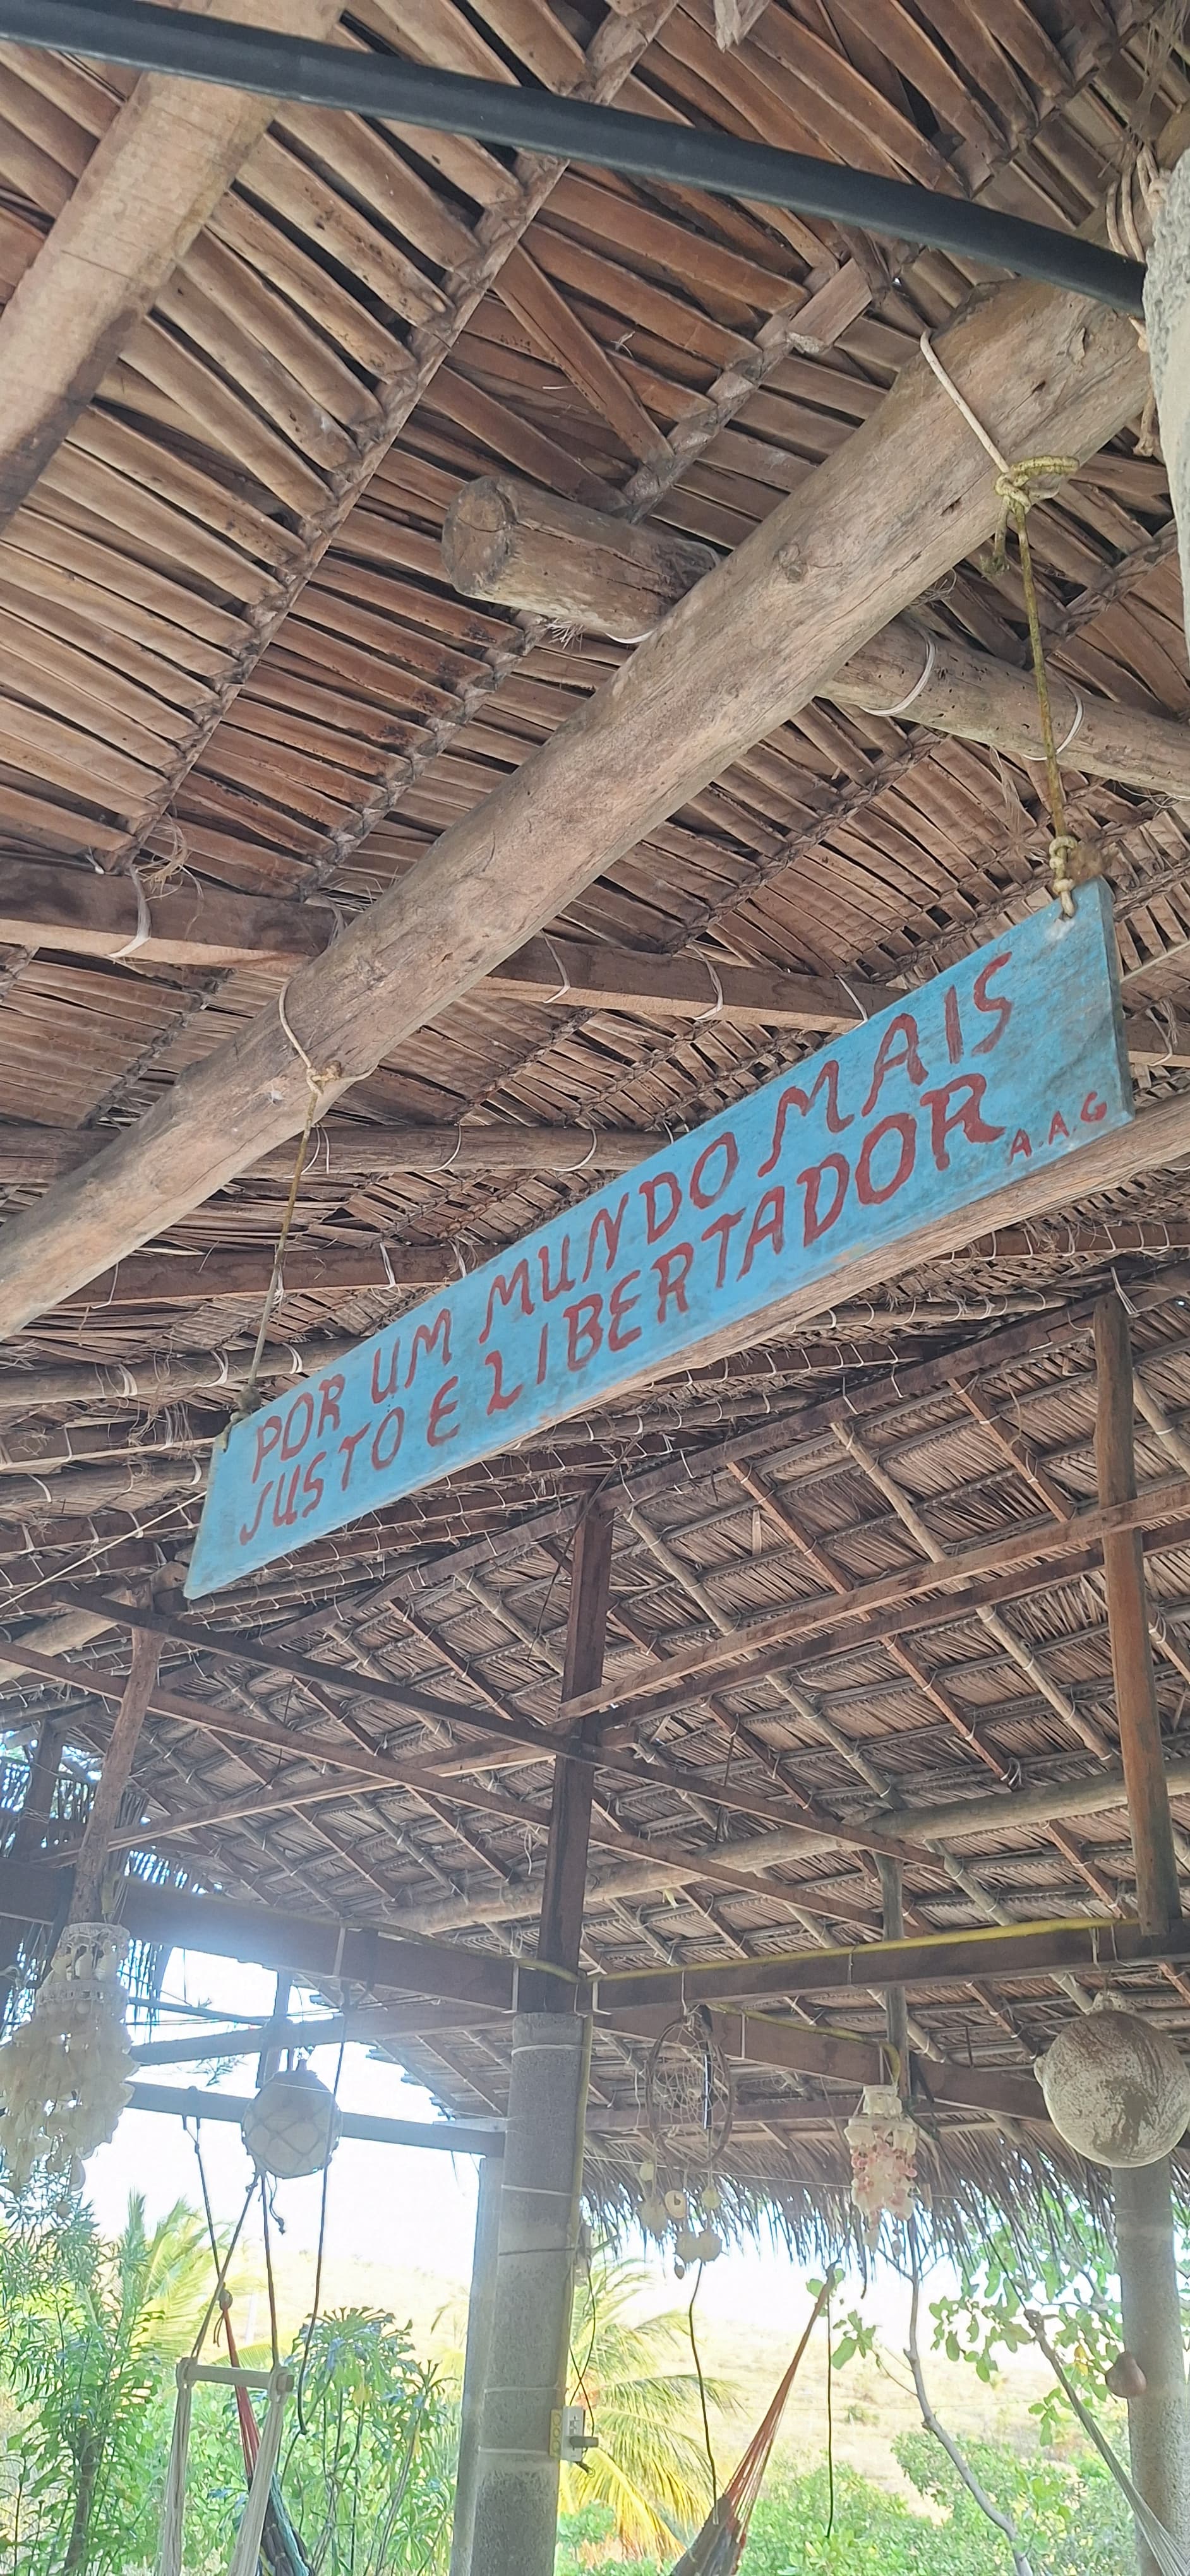 POR UM MUNDO MAIS
JUSTO E LIBERTADOR
A.A.G